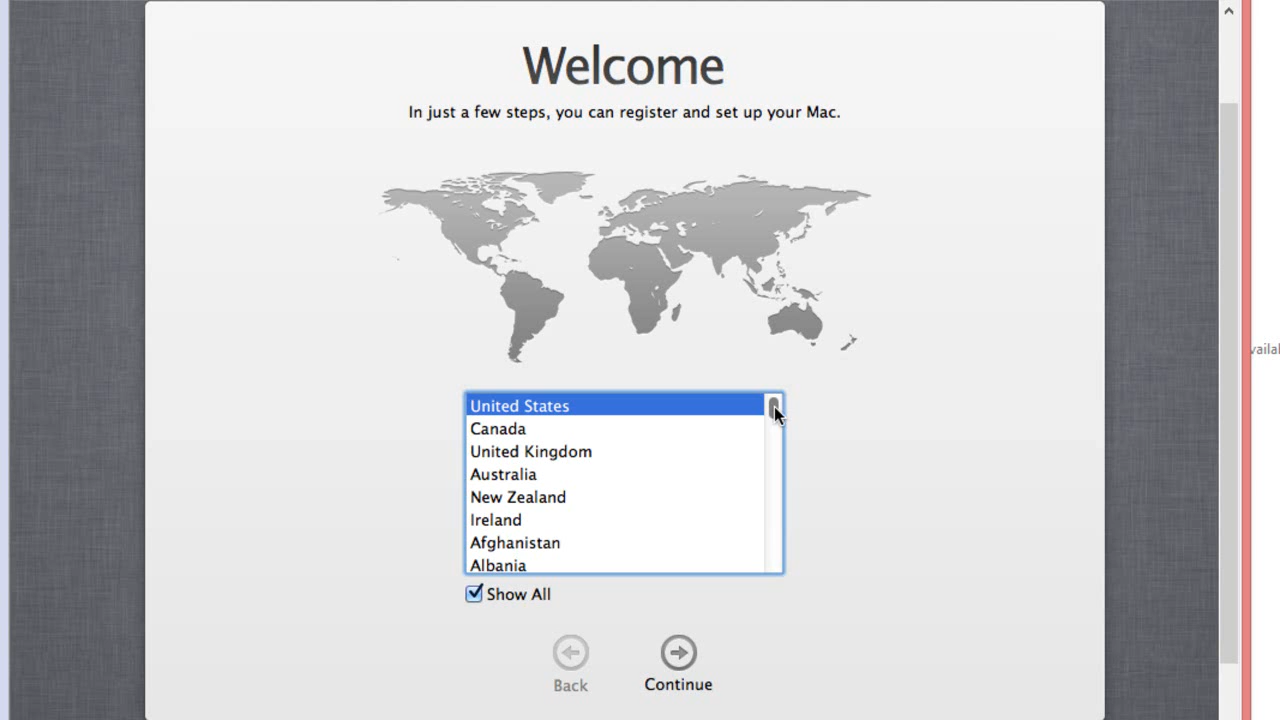 Welcome
In just a few steps, you can register and set up your Mac.
United States
Canada
United Kingdom
Australia
New Zealand
Ireland
Afghanistan
Albania
Show All
Back
Continue